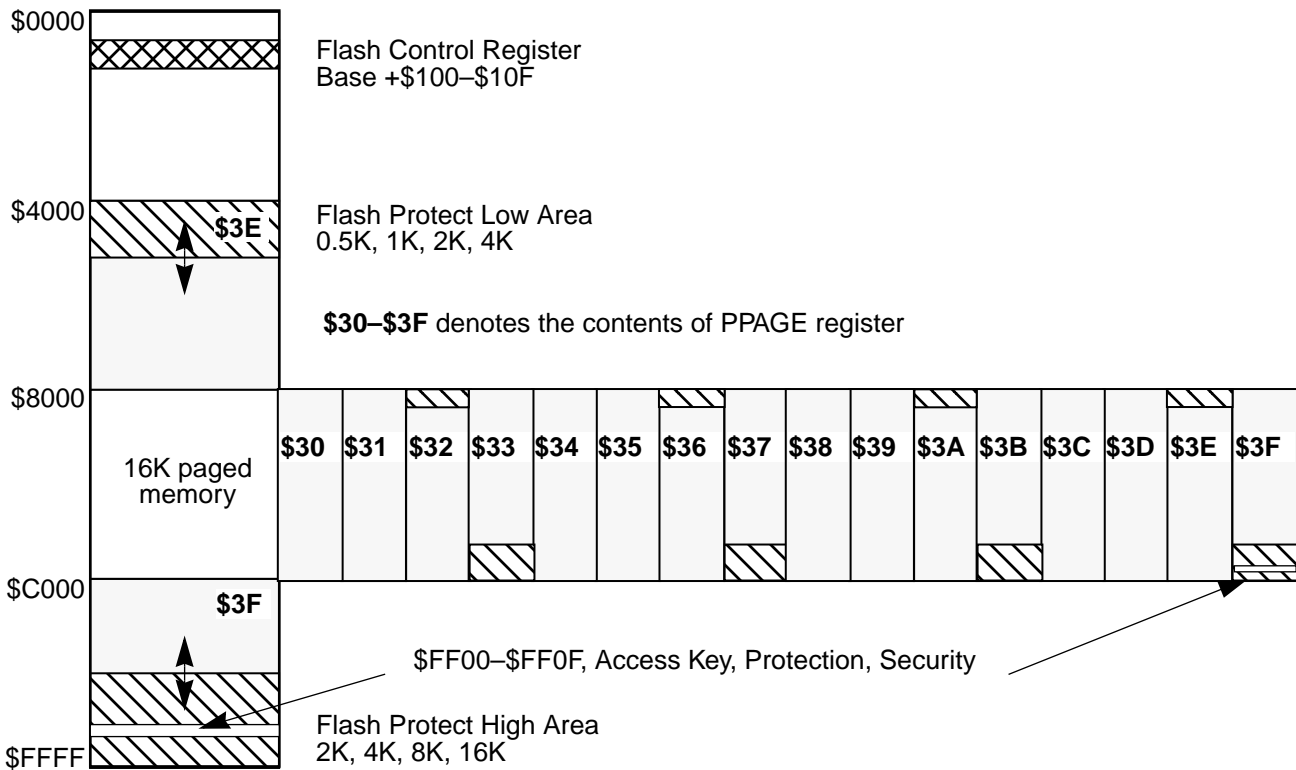 $0000
Flash Control Register
Base +$100–$10F
$4000
$3E
Flash Protect Low Area
0.5K, 1K, 2K, 4K
$30–$3F denotes the contents of PPAGE register
$8000
16K paged
memory
$30 $31 $32 $33 $34 $35 $36 $37 $38 $39 $3A $3B $3C $3D $3E $3F
$C000
$3F
$FF00–$FF0F, Access Key, Protection, Security
Flash Protect High Area
2K, 4K, 8K, 16K
$FFFF